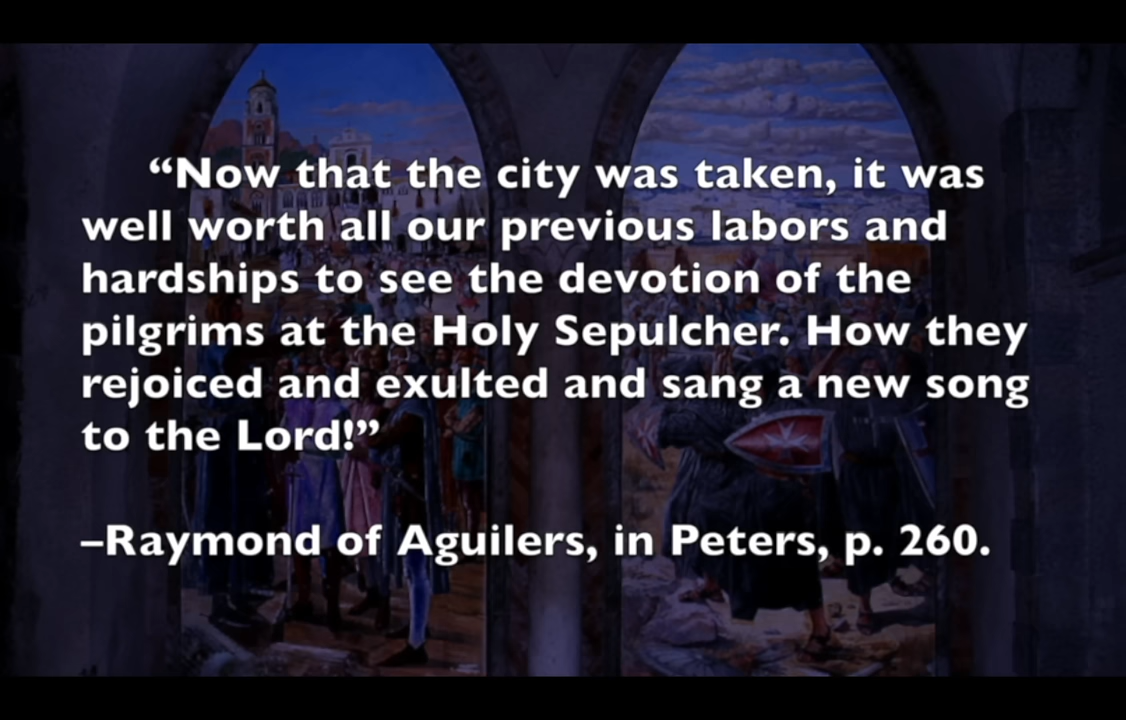 “Now that the city was taken, it was
well worth all our previous labors and
hardships to see the devotion of the
pilgrims at the Holy Sepulcher. How they
rejoiced and exulted and sang a new song
to the Lord!”
–Raymond of Aguilers, in Peters, p. 260.